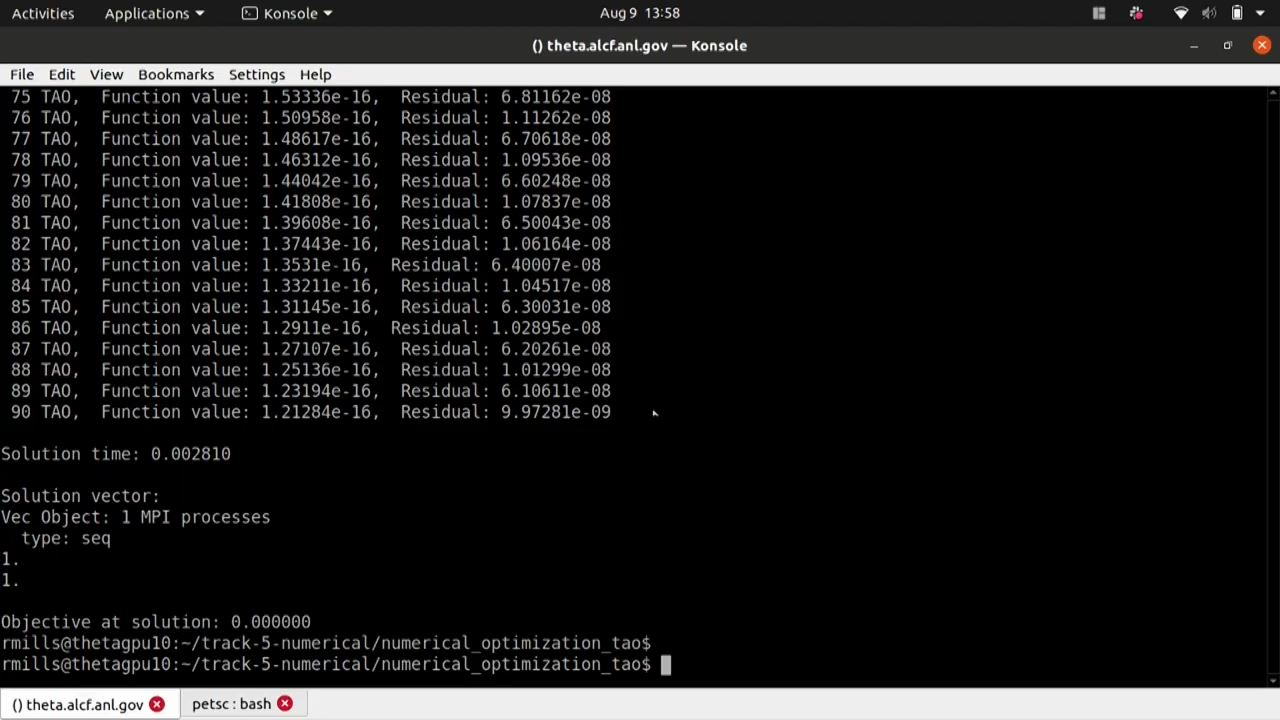 Activities Applications Konsole Aug 9 13:58
() theta.alcf.anl.gov — Konsole
File Edit View Bookmarks Settings Help
75 TAO,  Function value: 1.53336e-16,  Residual: 6.81162e-08
76 TAO,  Function value: 1.50958e-16,  Residual: 1.11262e-08
77 TAO,  Function value: 1.48617e-16,  Residual: 6.70618e-08
78 TAO,  Function value: 1.46312e-16,  Residual: 1.09536e-08
79 TAO,  Function value: 1.44042e-16,  Residual: 6.60248e-08
80 TAO,  Function value: 1.41808e-16,  Residual: 1.07837e-08
81 TAO,  Function value: 1.39608e-16,  Residual: 6.50043e-08
82 TAO,  Function value: 1.37443e-16,  Residual: 1.06164e-08
83 TAO,  Function value: 1.3531e-16,  Residual: 6.40007e-08
84 TAO,  Function value: 1.33211e-16,  Residual: 1.04517e-08
85 TAO,  Function value: 1.31145e-16,  Residual: 6.30031e-08
86 TAO,  Function value: 1.2911e-16,  Residual: 1.02895e-08
87 TAO,  Function value: 1.27107e-16,  Residual: 6.20261e-08
88 TAO,  Function value: 1.25136e-16,  Residual: 1.01299e-08
89 TAO,  Function value: 1.23194e-16,  Residual: 6.10611e-08
90 TAO,  Function value: 1.21284e-16,  Residual: 9.97281e-09
Solution time: 0.002810
Solution vector:
Vec Object: 1 MPI processes
type: seq
1.
1.
Objective at solution: 0.000000
rmills@thetagpu10:~/track-5-numerical/numerical_optimization_tao$
rmills@thetagpu10:~/track-5-numerical/numerical_optimization_tao$
() theta.alcf.anl.gov petsc : bash